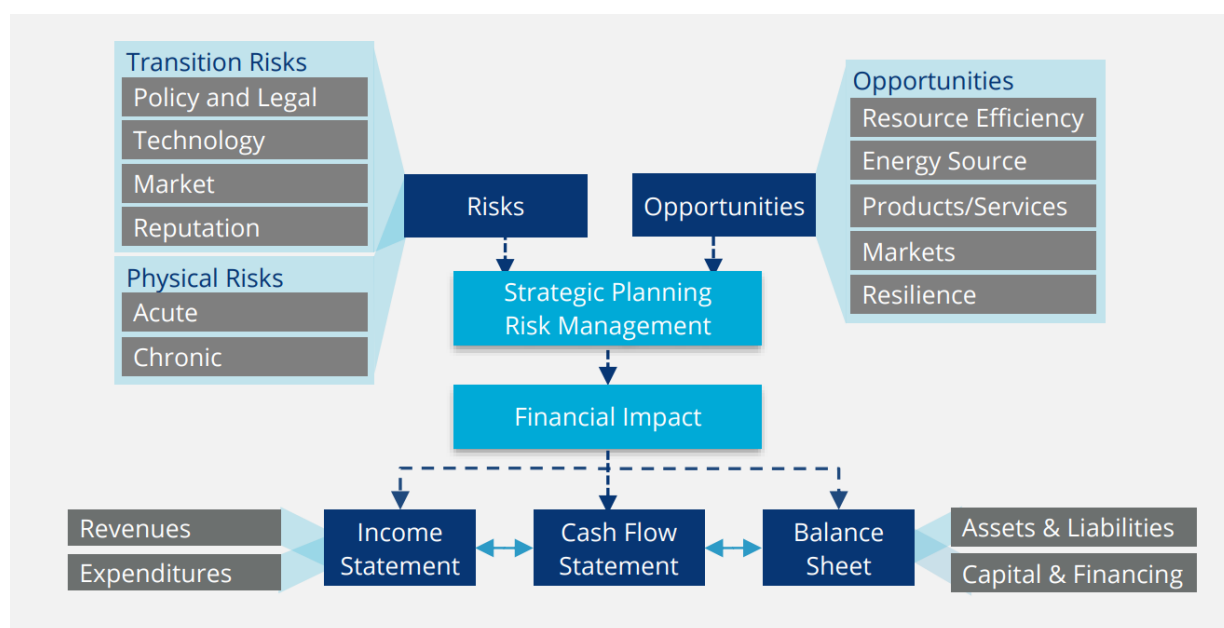 Transition Risks
Policy and Legal
Technology
Market
Reputation
Physical Risks
Acute
Chronic
Risks
Opportunities
Opportunities
Resource Efficiency
Energy Source
Products/Services
Markets
Resilience
Strategic Planning
Risk Management
Financial Impact
Revenues
Expenditures
Income
Statement
Cash Flow
Statement
Balance
Sheet
Assets & Liabilities
Capital & Financing